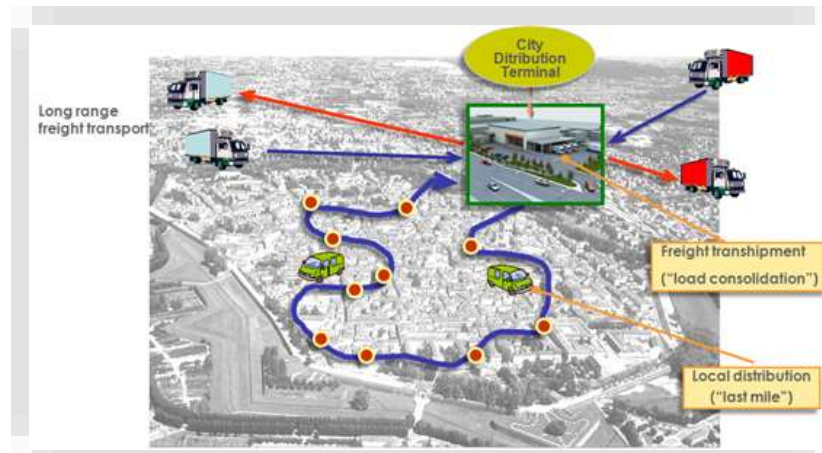 City
Ditribution
Terminal
Long range
freight transport
Freight transhipment
("load consolidation")
Local distribution
("last mile")